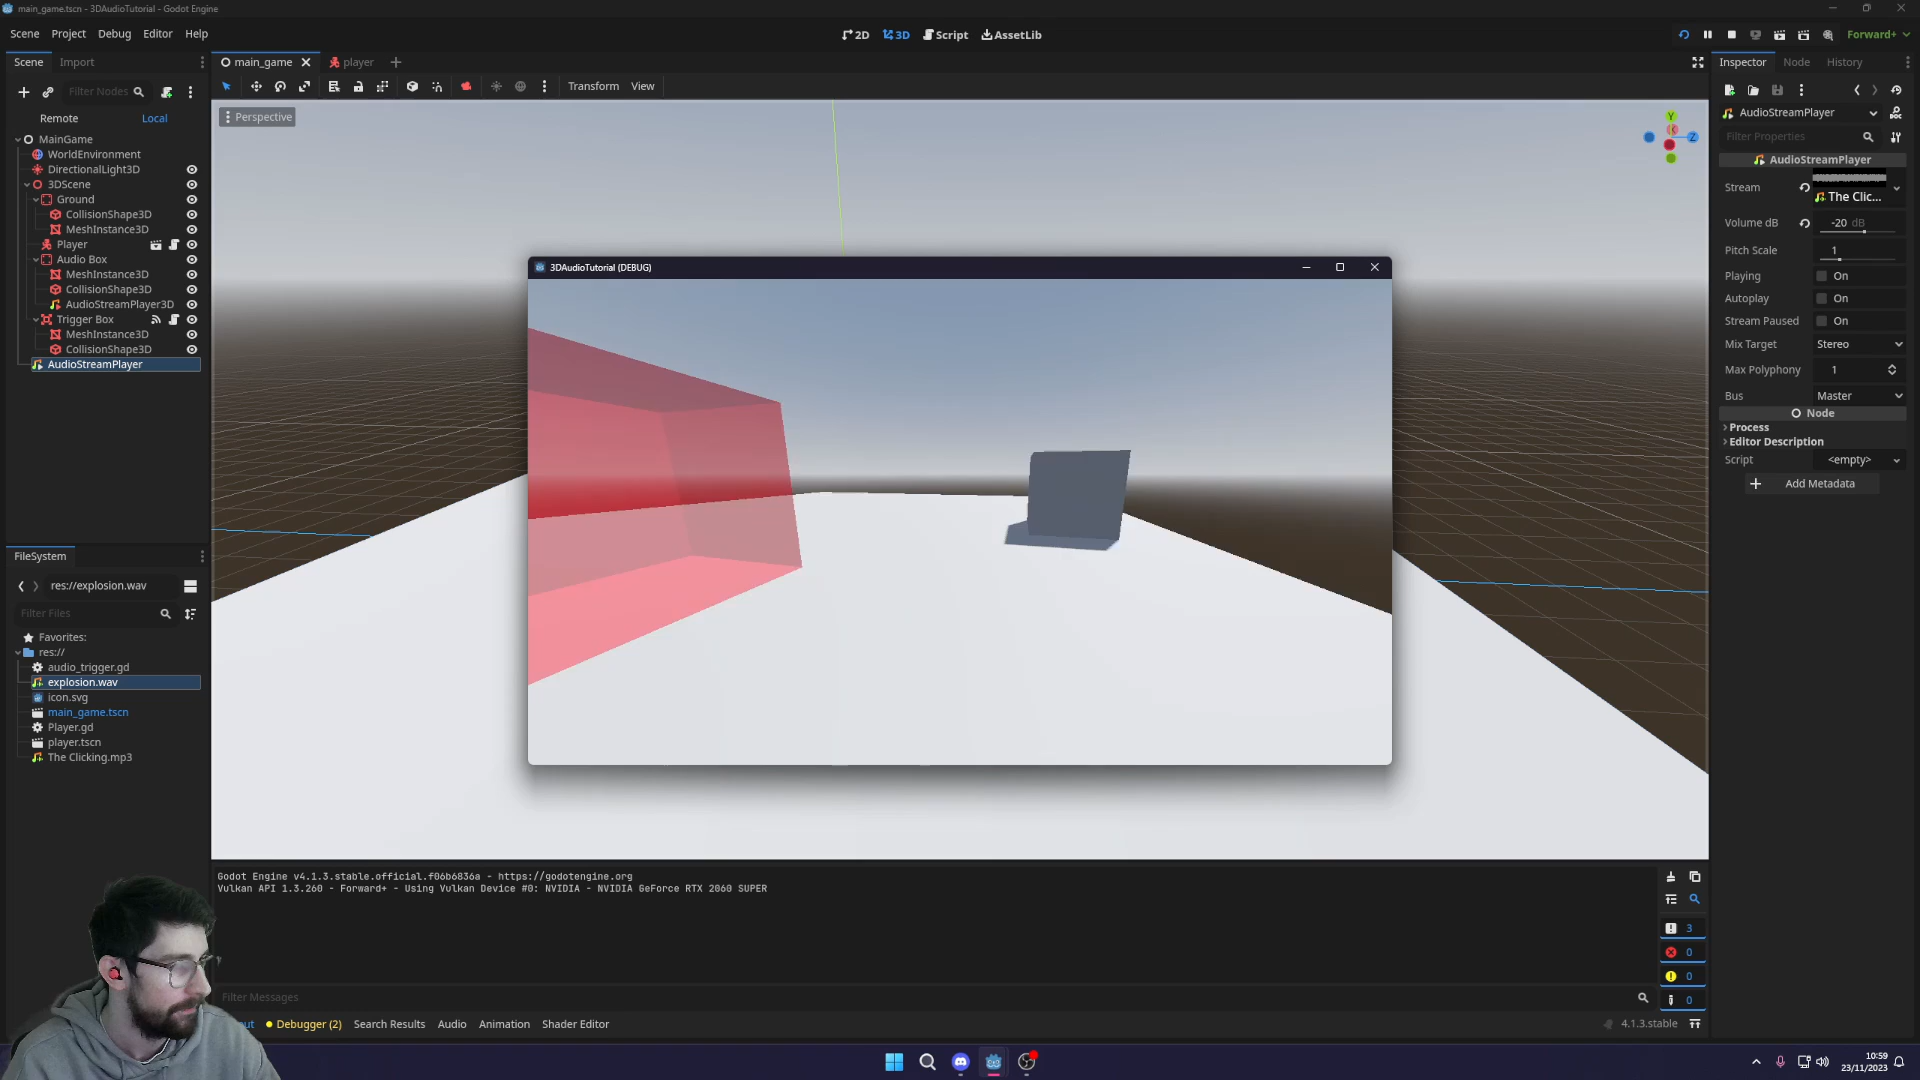 main_game.tscn - 3DAudioTutorial - Godot Engine
Scene Project Debug Editor Help
2D 3D Script AssetLib
Forward+
Scene Import
main_game player
Inspector Node History
Filter Nodes
Transform View
Remote Local
Perspective
Y
Z
AudioStreamPlayer
Filter Properties
AudioStreamPlayer
MainGame
WorldEnvironment
DirectionalLight3D
3DScene
Ground
CollisionShape3D
MeshInstance3D
Player
Audio Box
MeshInstance3D
CollisionShape3D
AudioStreamPlayer3D
Trigger Box
MeshInstance3D
CollisionShape3D
AudioStreamPlayer
Stream The Clic...
Volume dB -20 dB
Pitch Scale 1
Playing On
Autoplay On
Stream Paused On
Mix Target Stereo
Max Polyphony 1
Bus Master
Node
Process
Editor Description
Script <empty>
Add Metadata
3DAudioTutorial (DEBUG)
FileSystem
res://explosion.wav
Filter Files
Favorites:
res://
audio_trigger.gd
explosion.wav
icon.svg
main_game.tscn
Player.gd
player.tscn
The Clicking.mp3
Godot Engine v4.1.3.stable.official.f06b6836a - https://godotengine.org
Vulkan API 1.3.260 - Forward+ - Using Vulkan Device #0: NVIDIA - NVIDIA GeForce RTX 2060 SUPER
3
0
0
0
Filter Messages
Debugger (2) Search Results Audio Animation Shader Editor
4.1.3.stable
10:59
23/11/2023